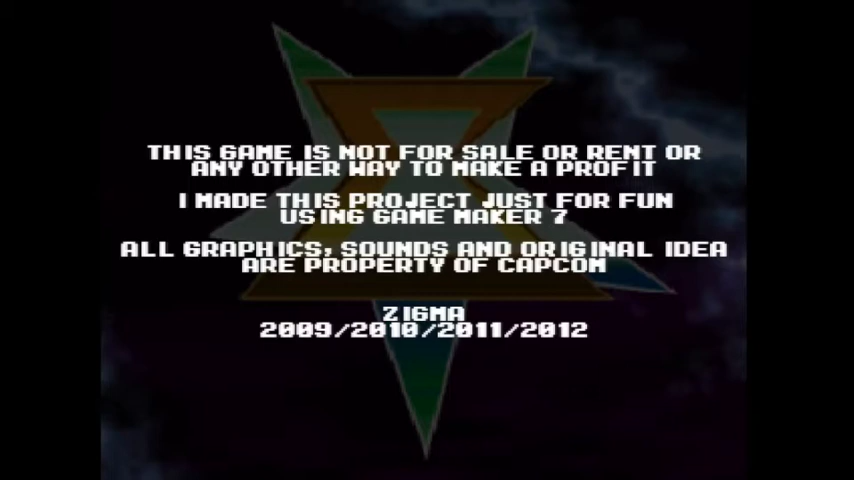 THIS GAME IS NOT FOR SALE OR RENT OR
ANY OTHER WAY TO MAKE A PROFIT
I MADE THIS PROJECT JUST FOR FUN
USING GAME MAKER 7
ALL GRAPHICS, SOUNDS AND ORIGINAL IDEA
ARE PROPERTY OF CAPCOM
ZIGMA
2009/2010/2011/2012